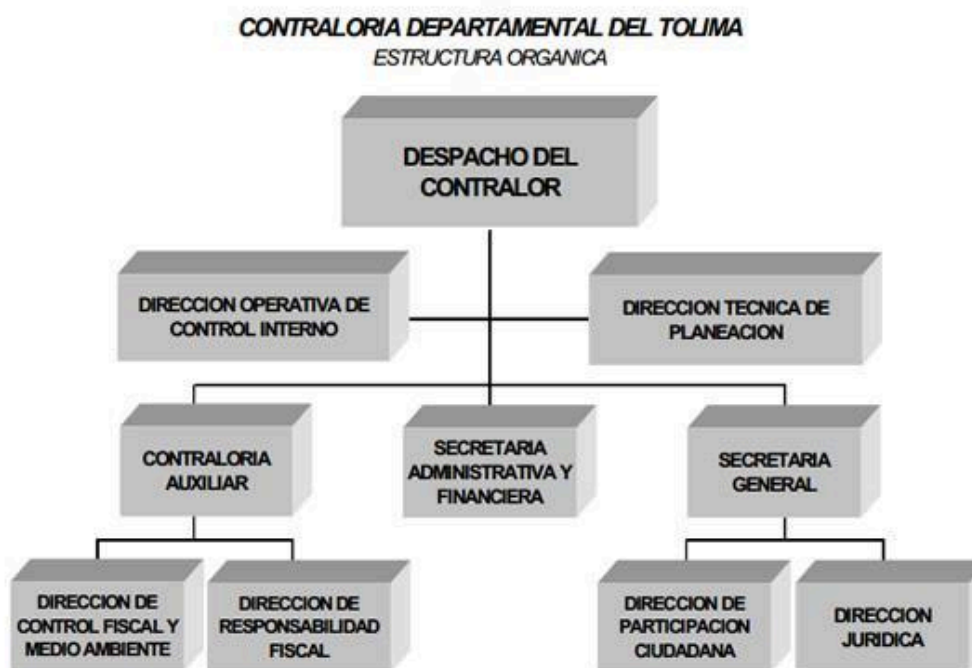 CONTRALORIA DEPARTAMENTAL DEL TOLIMA
ESTRUCTURA ORGANICA
DESPACHO DEL
CONTRALOR
DIRECCION OPERATIVA DE
CONTROL INTERNO
DIRECCION TECNICA DE
PLANEACION
CONTRALORIA
AUXILIAR
SECRETARIA
ADMINISTRATIVA Y
FINANCIERA
SECRETARIA
GENERAL
DIRECCION DE
CONTROL FISCAL Y
MEDIO AMBIENTE
DIRECCION DE
RESPONSABILIDAD
FISCAL
DIRECCION DE
PARTICIPACION
CIUDADANA
DIRECCION
JURIDICA